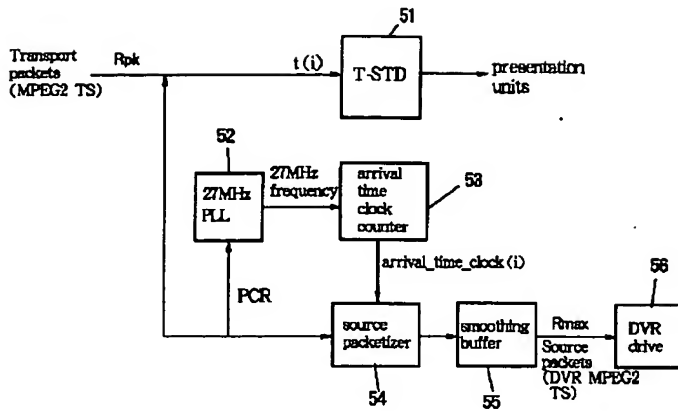 51
Transport
packets
(MPEG2 TS)
Rpk
t(i)
T-STD
presentation
units
52
27MHz
PLL
27MHz
frequency
arrival
time
clock
counter
53
arrival_time_clock(i)
PCR
source
packetizer
54
smoothing
buffer
55
Rmax
Source
packets
(DVR MPEG2
TS)
56
DVR
drive